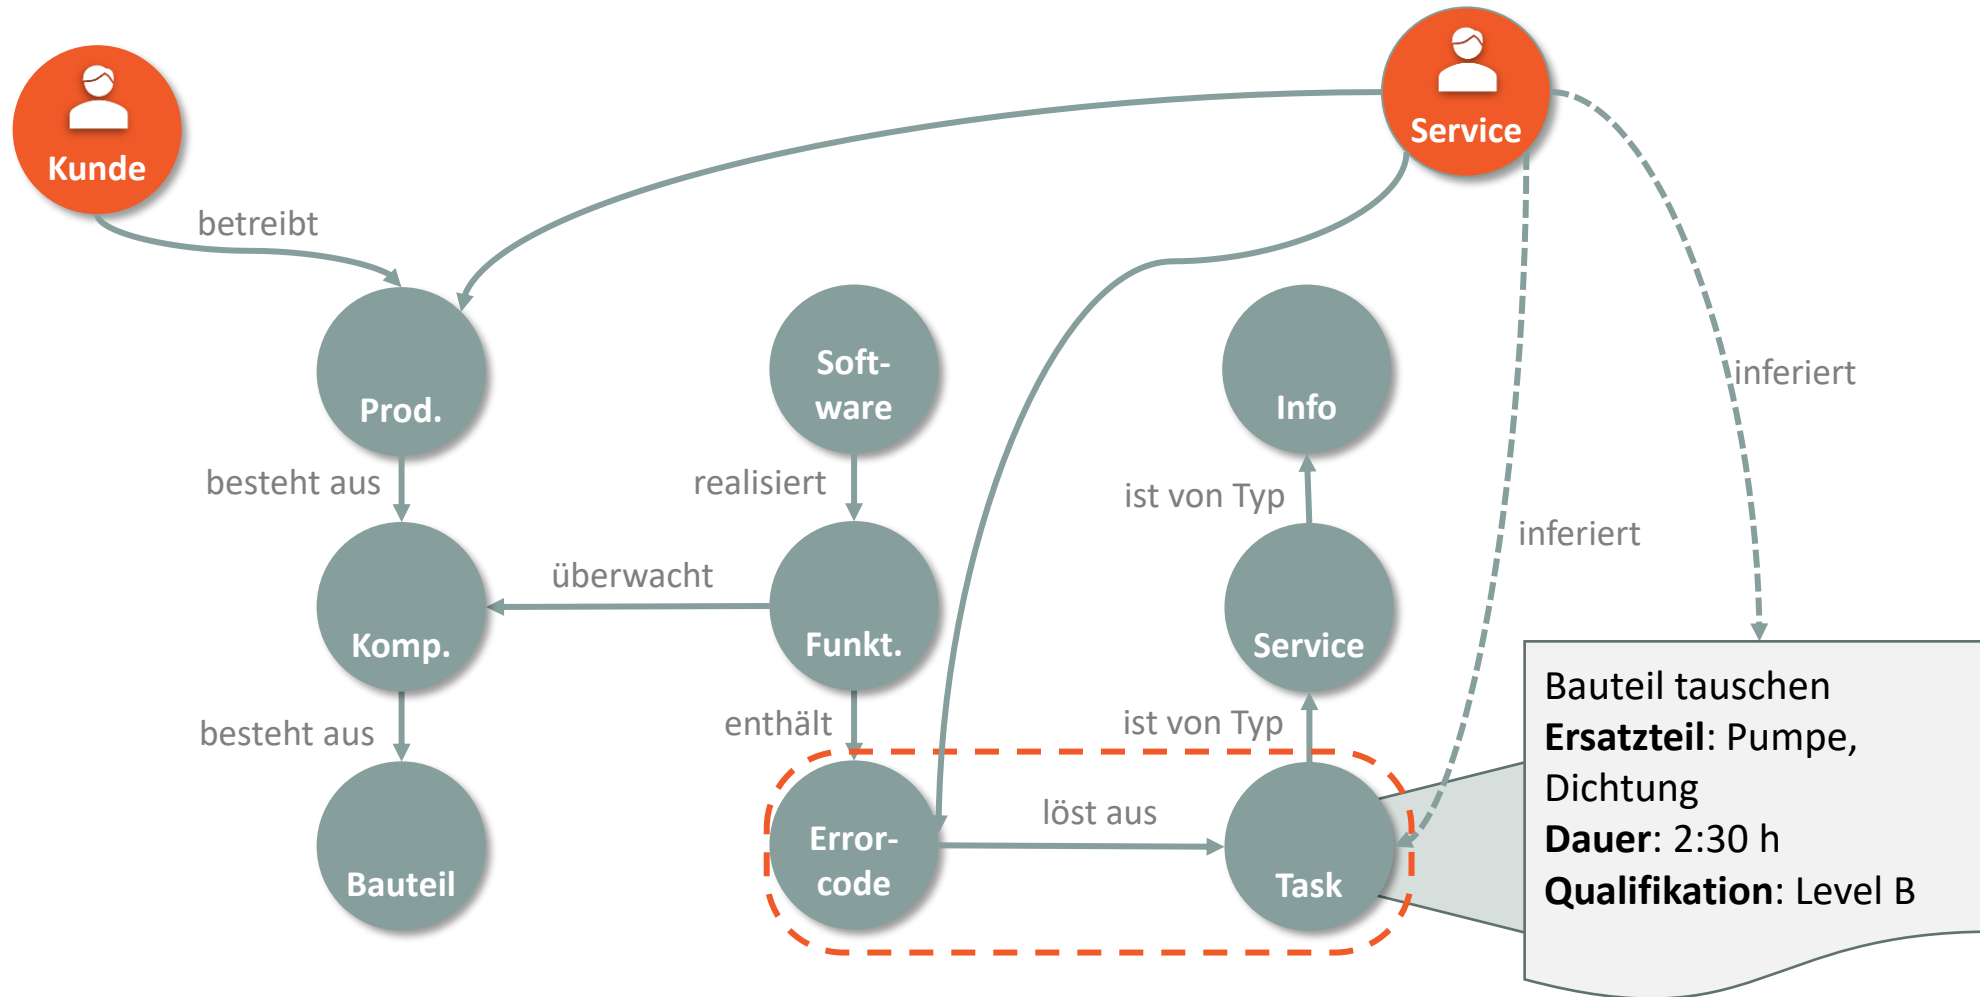 Kunde
Service
betreibt
Prod.
Soft-
ware
Info
inferiert
besteht aus
realisiert
ist von Typ
inferiert
überwacht
Komp.
Funkt.
Service
besteht aus
enthält
ist von Typ
löst aus
Bauteil
Error-
code
Task
Bauteil tauschen
Ersatzteil: Pumpe,
Dichtung
Dauer: 2:30 h
Qualifikation: Level B